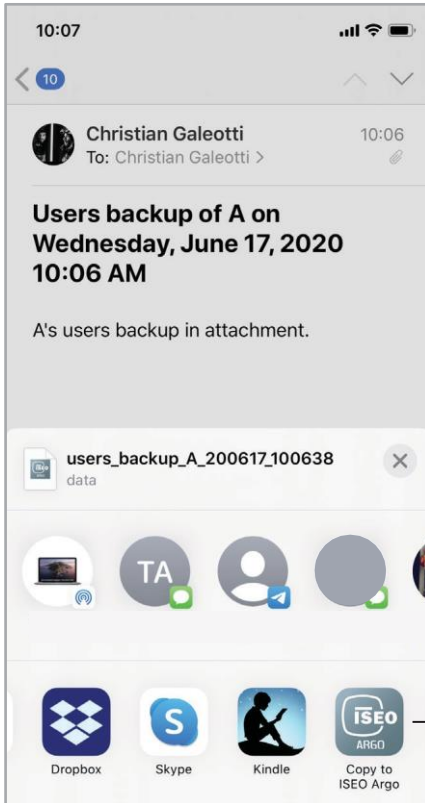 10:07
10
Christian Galeotti
10:06
To: Christian Galeotti >
Users backup of A on
Wednesday, June 17, 2020
10:06 AM
A's users backup in attachment.
users_backup_A_200617_100638
data
TA
S
ISEO
ARGO
Dropbox
Skype
Kindle
Copy to
ISEO Argo